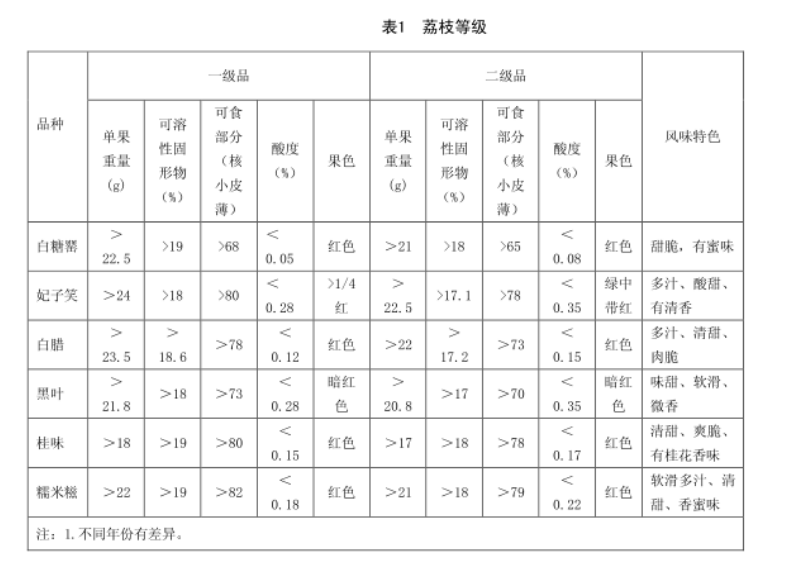 表1 荔枝等级
品种 一级品 二级品 风味特色
单果重量(g) 可溶性固形物(%) 可食部分(核小皮薄) 酸度(%) 果色 单果重量(g) 可溶性固形物(%) 可食部分(核小皮薄) 酸度(%) 果色
白糖罂 >22.5 >19 >68 <0.05 红色 >21 >18 >65 <0.08 红色 甜脆,有蜜味
妃子笑 >24 >18 >80 <0.28 >1/4红 >22.5 >17.1 >78 <0.35 绿中带红 多汁、酸甜、有清香
白腊 >23.5 >18.6 >78 <0.12 红色 >22 >17.2 >73 <0.15 红色 多汁、清甜、肉脆
黑叶 >21.8 >18 >73 <0.28 暗红色 >20.8 >17 >70 <0.35 暗红色 味甜、软滑、微香
桂味 >18 >19 >80 <0.15 红色 >17 >18 >78 <0.17 红色 清甜、爽脆、有桂花香味
糯米糍 >22 >19 >82 <0.18 红色 >21 >18 >79 <0.22 红色 软滑多汁、清甜、香蜜味
注:1.不同年份有差异。